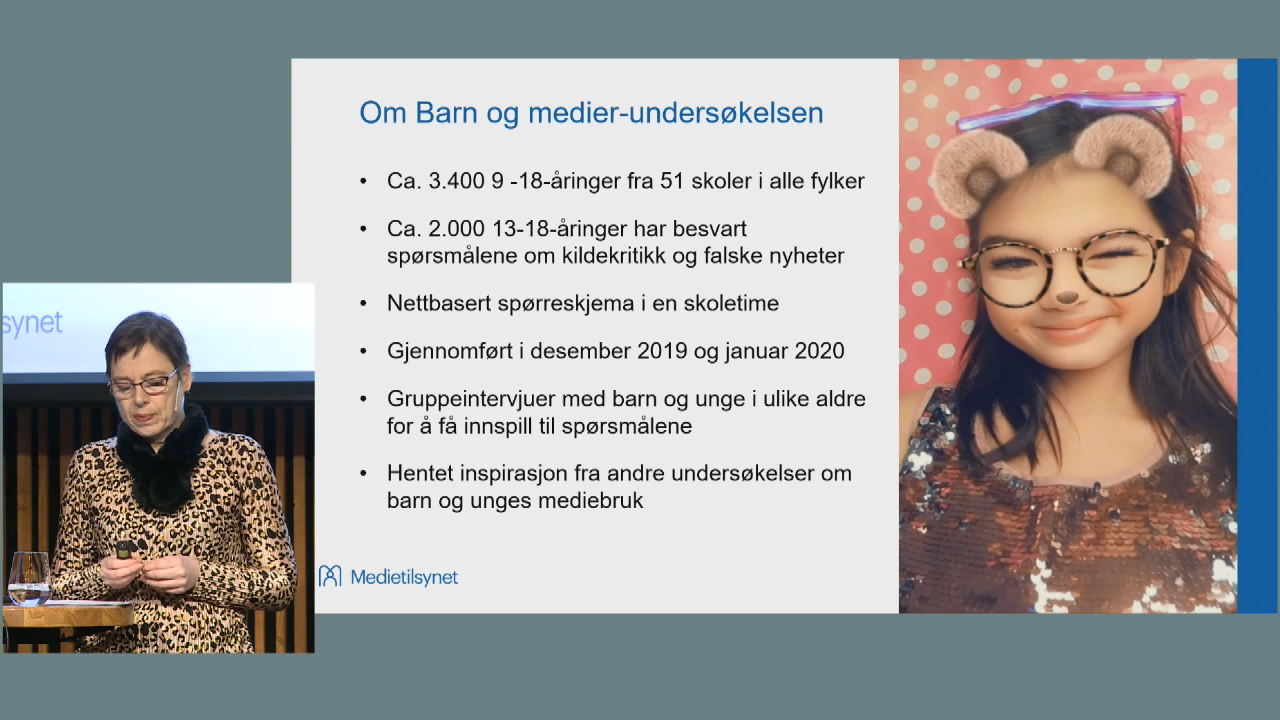 Om Barn og medier-undersøkelsen
• Ca. 3.400 9 -18-åringer fra 51 skoler i alle fylker
• Ca. 2.000 13-18-åringer har besvart
spørsmålene om kildekritikk og falske nyheter
• Nettbasert spørreskjema i en skoletime
• Gjennomført i desember 2019 og januar 2020
• Gruppeintervjuer med barn og unge i ulike aldre
for å få innspill til spørsmålene
• Hentet inspirasjon fra andre undersøkelser om
barn og unges mediebruk
Medietilsynet
synet